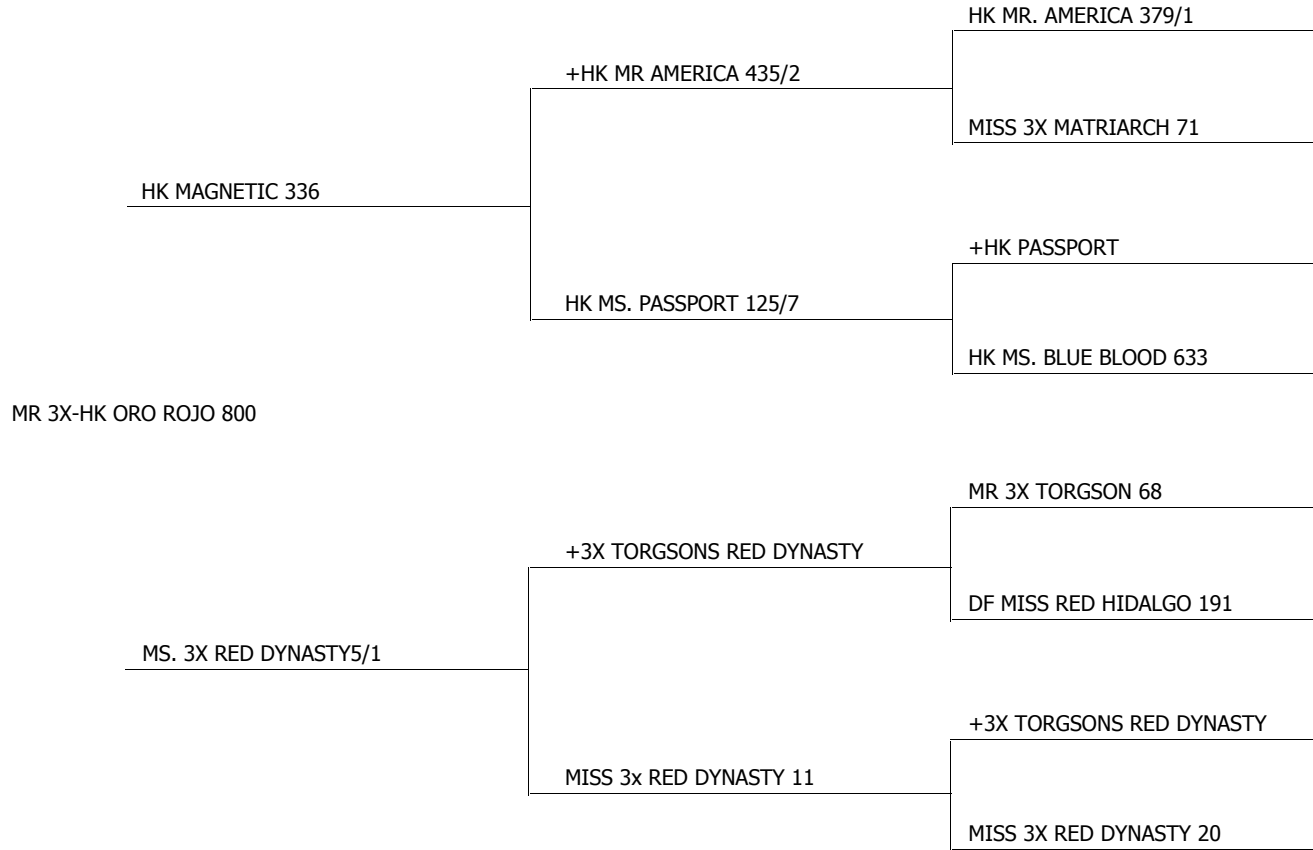 HK MR. AMERICA 379/1
+HK MR AMERICA 435/2
MISS 3X MATRIARCH 71
HK MAGNETIC 336
+HK PASSPORT
HK MS. PASSPORT 125/7
HK MS. BLUE BLOOD 633
MR 3X-HK ORO ROJO 800
MR 3X TORGSON 68
+3X TORGSONS RED DYNASTY
DF MISS RED HIDALGO 191
MS. 3X RED DYNASTY5/1
+3X TORGSONS RED DYNASTY
MISS 3x RED DYNASTY 11
MISS 3X RED DYNASTY 20